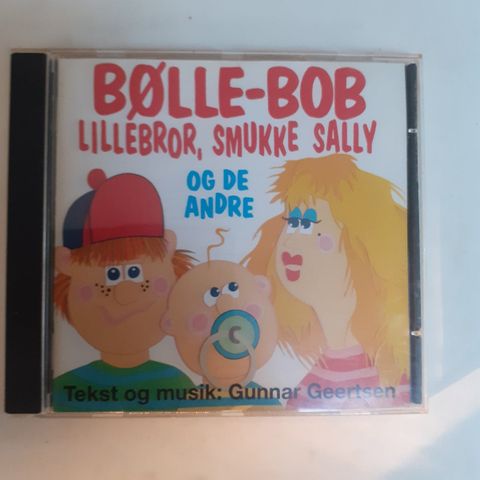 BØLLE-BOB
LILLEBROR, SMUKKE SALLY
OG DE
ANDRE
C
Tekst og musik: Gunnar Geertsen